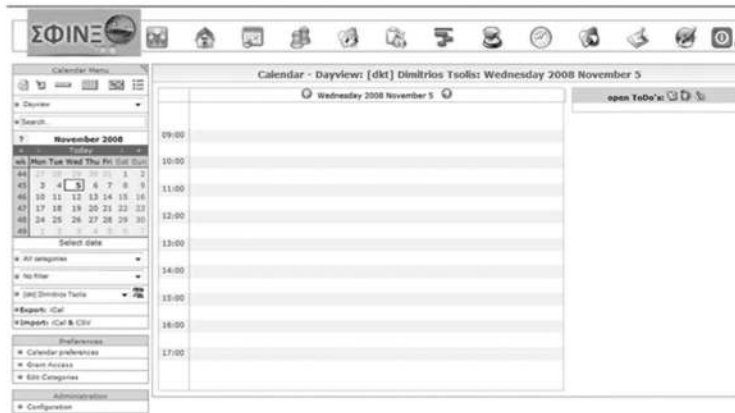 ΣΦΙΝΞ
Calendar Menu
Dayview
Search...
? November 2008
Today
wk Mon Tue Wed Thu Fri Sat Sun
44 27 28 29 30 31 1 2
45 3 4 5 6 7 8 9
46 10 11 12 13 14 15 16
47 17 18 19 20 21 22 23
48 24 25 26 27 28 29 30
49 1 2 3 4 5 6 7
Select date
All categories
No filter
[dkt] Dimitrios Tsolis
Export: iCal
Import: iCal & CSV
Preferences
Calendar preferences
Grant Access
Edit Categories
Administration
Configuration
Calendar - Dayview: [dkt] Dimitrios Tsolis: Wednesday 2008 November 5
Wednesday 2008 November 5
09:00
10:00
11:00
12:00
13:00
14:00
15:00
16:00
17:00
open ToDo's: